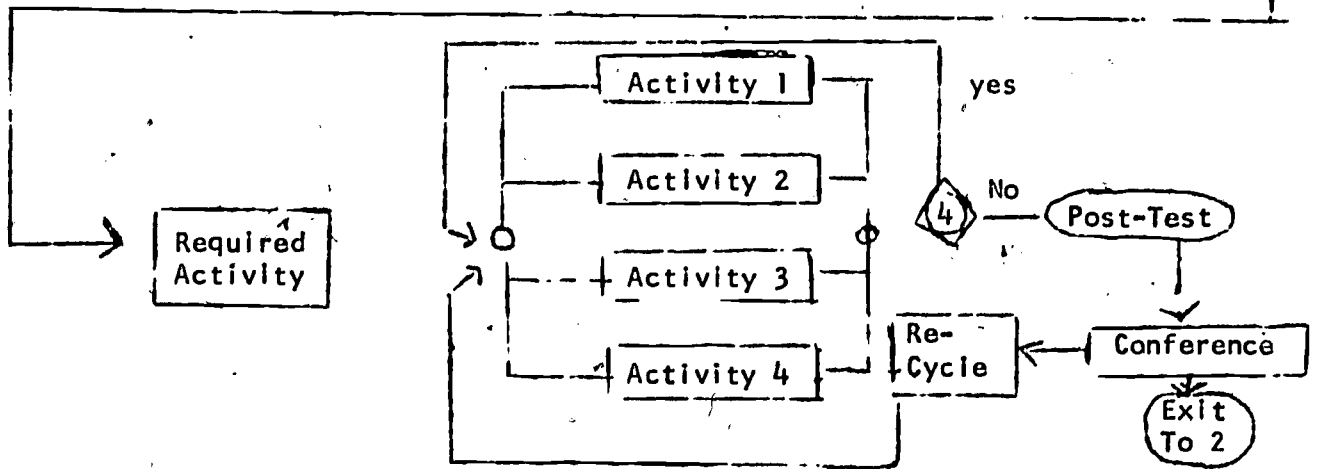 Activity 1
yes
Activity 2
No
4
Post-Test
Required
Activity
Activity 3
Re-
Cycle
Conference
Activity 4
Exit
To 2